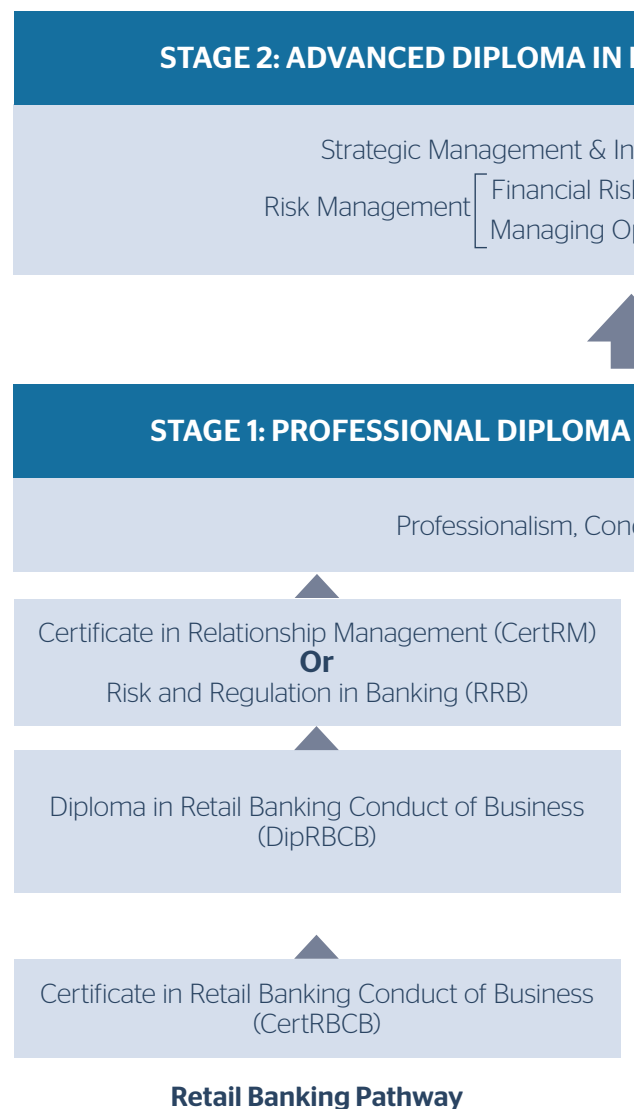 STAGE 2: ADVANCED DIPLOMA IN
Strategic Management & In
Risk Management
Financial Risk
Managing Op
STAGE 1: PROFESSIONAL DIPLOMA
Professionalism, Con
Certificate in Relationship Management (CertRM)
Or
Risk and Regulation in Banking (RRB)
Diploma in Retail Banking Conduct of Business
(DipRBCB)
Certificate in Retail Banking Conduct of Business
(CertRBCB)
Retail Banking Pathway